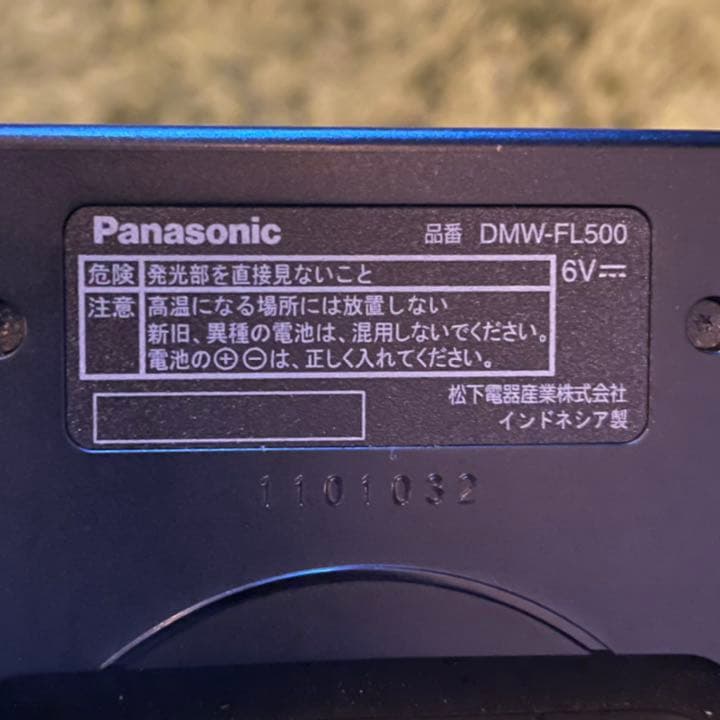 Panasonic 品番 DMW-FL500
危険 発光部を直接見ないこと 6V⎓
注意 高温になる場所には放置しない
新旧、異種の電池は、混用しないでください。
電池の⊕⊖は、正しく入れてください。
松下電器産業株式会社
インドネシア製
1101032